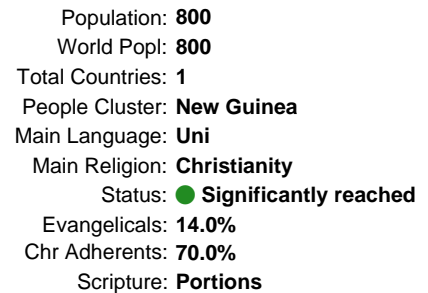 Population: 800
World Popl: 800
Total Countries: 1
People Cluster: New Guinea
Main Language: Uni
Main Religion: Christianity
Status: Significantly reached
Evangelicals: 14.0%
Chr Adherents: 70.0%
Scripture: Portions